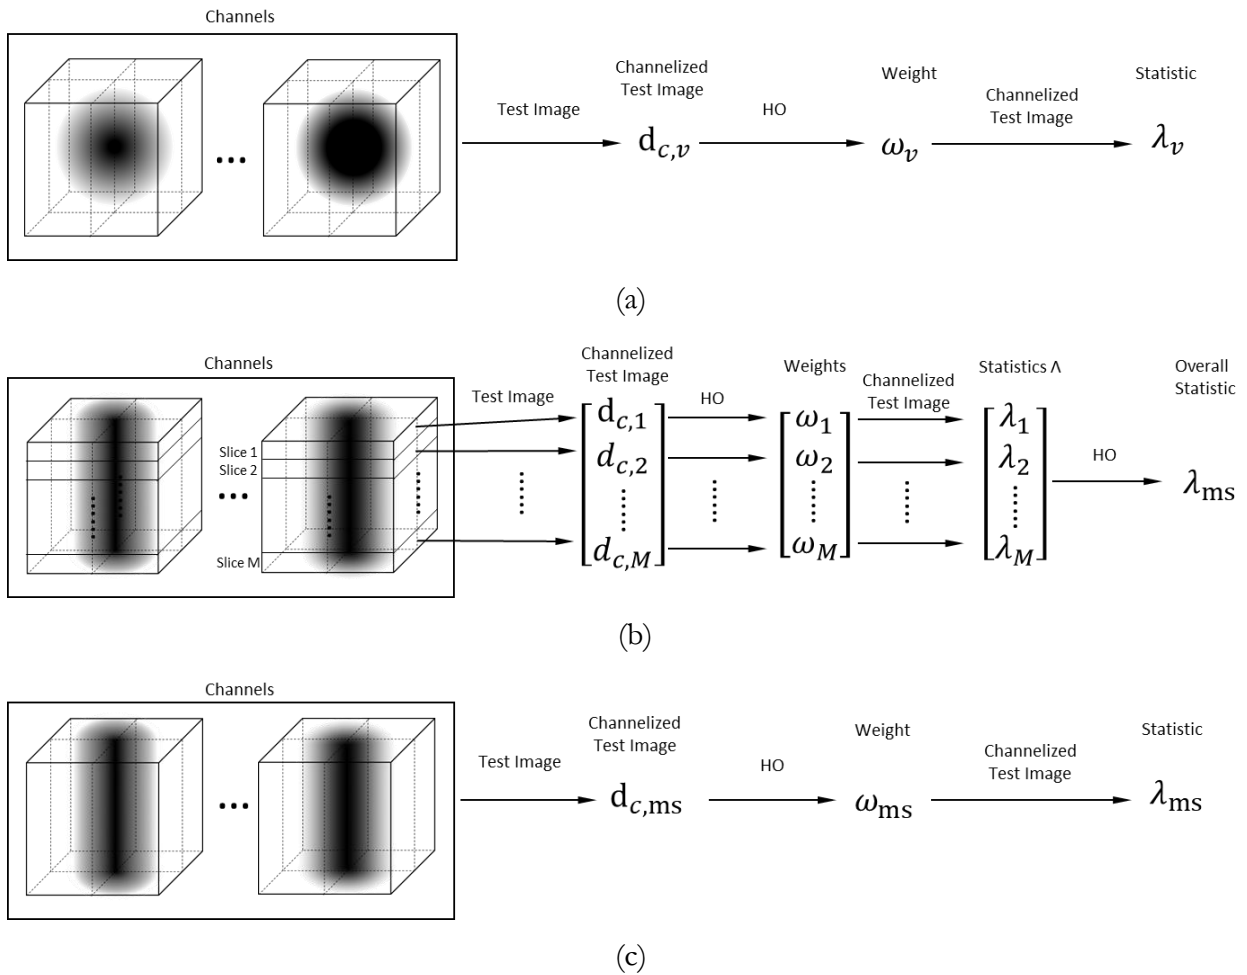 Channels
Channelized
Test Image
Weight
Statistic
Test Image
HO
Channelized
Test Image
d_{c,v}
ω_v
λ_v
(a)
Channels
Channelized
Test Image
Weights
Statistics Λ
Overall
Statistic
Test Image
HO
Channelized
Test Image
Slice 1
Slice 2
Slice M
d_{c,1}
d_{c,2}
d_{c,M}
ω_1
ω_2
ω_M
λ_1
λ_2
λ_M
HO
λ_ms
(b)
Channels
Channelized
Test Image
Weight
Statistic
Test Image
HO
Channelized
Test Image
d_{c,ms}
ω_ms
λ_ms
(c)